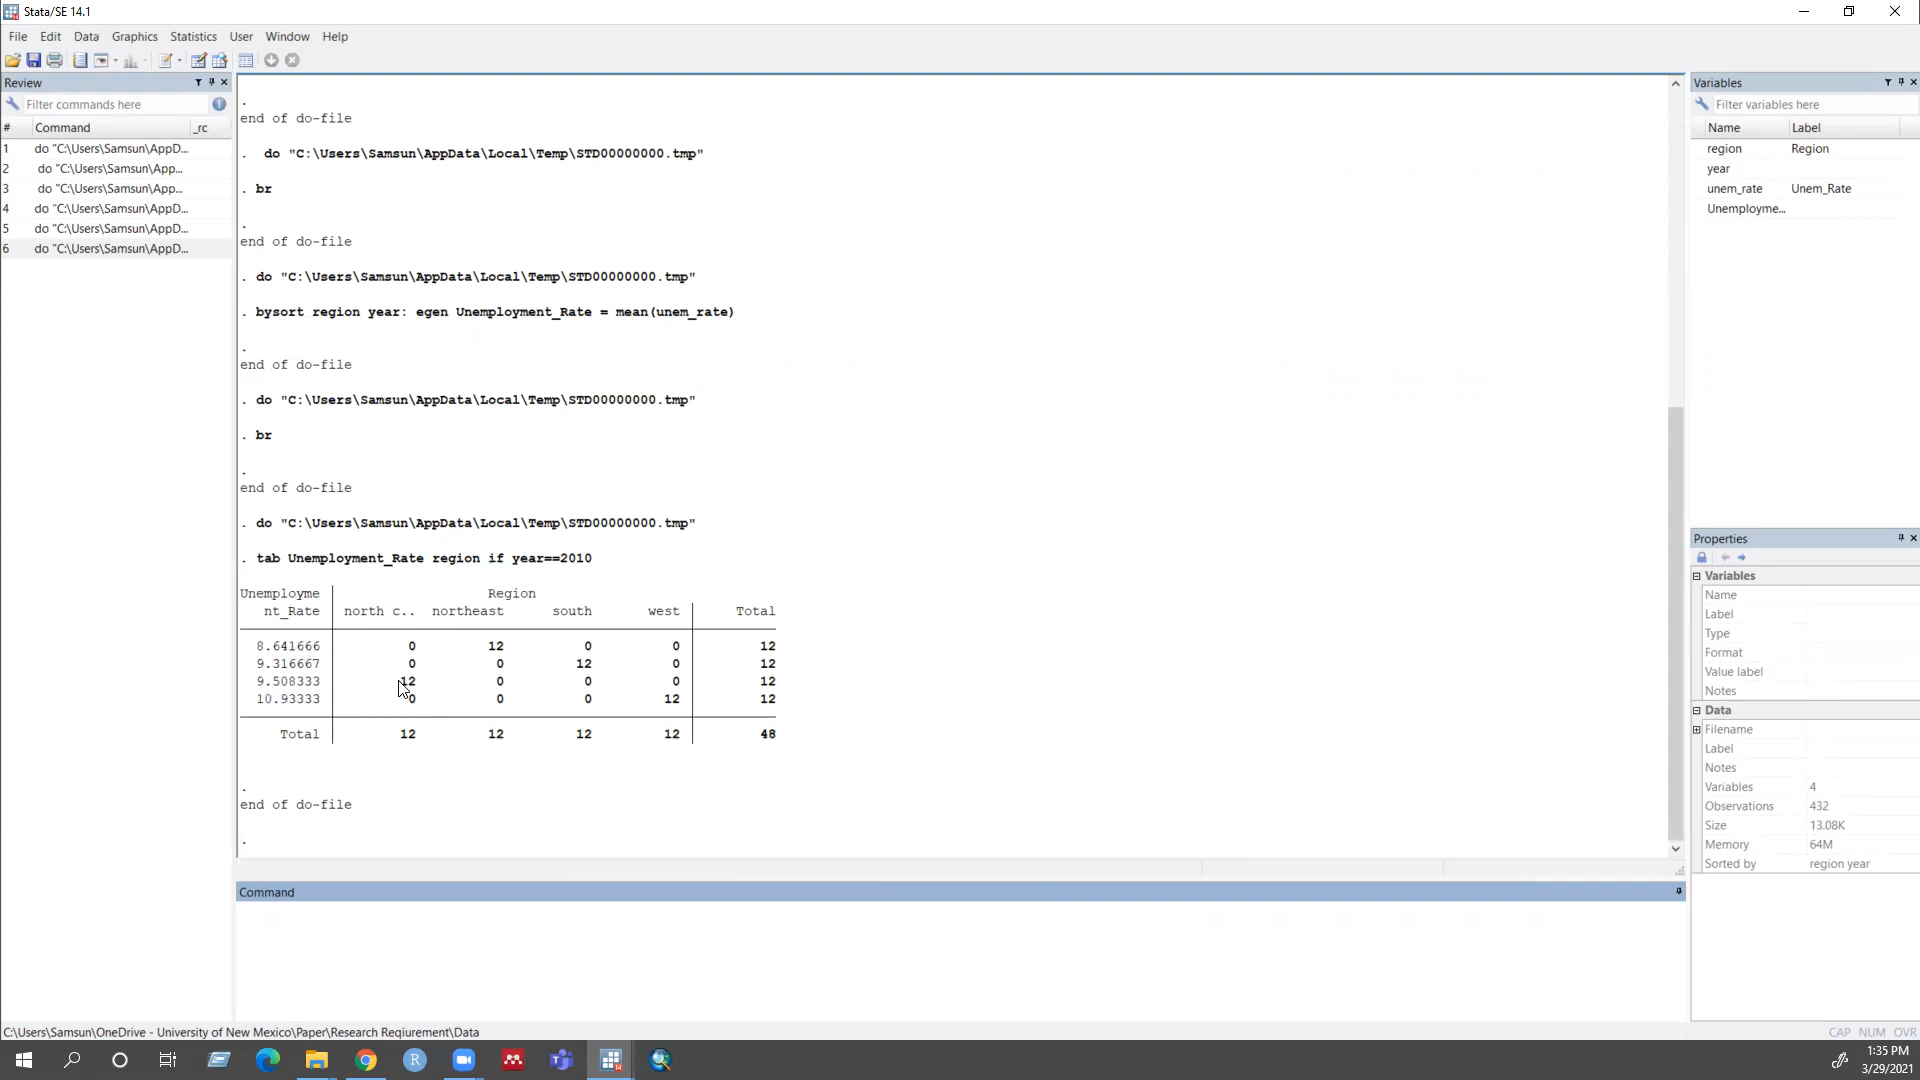 Stata/SE 14.1
File Edit Data Graphics Statistics User Window Help
Review
Filter commands here
# Command _rc
1 do "C:\Users\Samsun\AppD...
2 do "C:\Users\Samsun\App...
3 do "C:\Users\Samsun\App...
4 do "C:\Users\Samsun\AppD...
5 do "C:\Users\Samsun\AppD...
6 do "C:\Users\Samsun\AppD...
.
end of do-file
. do "C:\Users\Samsun\AppData\Local\Temp\STD00000000.tmp"
. br
.
end of do-file
. do "C:\Users\Samsun\AppData\Local\Temp\STD00000000.tmp"
. bysort region year: egen Unemployment_Rate = mean(unem_rate)
.
end of do-file
. do "C:\Users\Samsun\AppData\Local\Temp\STD00000000.tmp"
. br
.
end of do-file
. do "C:\Users\Samsun\AppData\Local\Temp\STD00000000.tmp"
. tab Unemployment_Rate region if year==2010
Unemployme Region
nt_Rate north c.. northeast south west Total
8.641666 0 12 0 0 12
9.316667 0 0 12 0 12
9.508333 12 0 0 0 12
10.93333 0 0 0 12 12
Total 12 12 12 12 48
.
end of do-file
.
Command
Variables
Filter variables here
Name Label
region Region
year
unem_rate Unem_Rate
Unemployme...
Properties
Variables
Name
Label
Type
Format
Value label
Notes
Data
Filename
Label
Notes
Variables 4
Observations 432
Size 13.08K
Memory 64M
Sorted by region year
C:\Users\Samsun\OneDrive - University of New Mexico\Paper\Research Reqiurement\Data
CAP NUM OVR
1:35 PM
3/29/2021